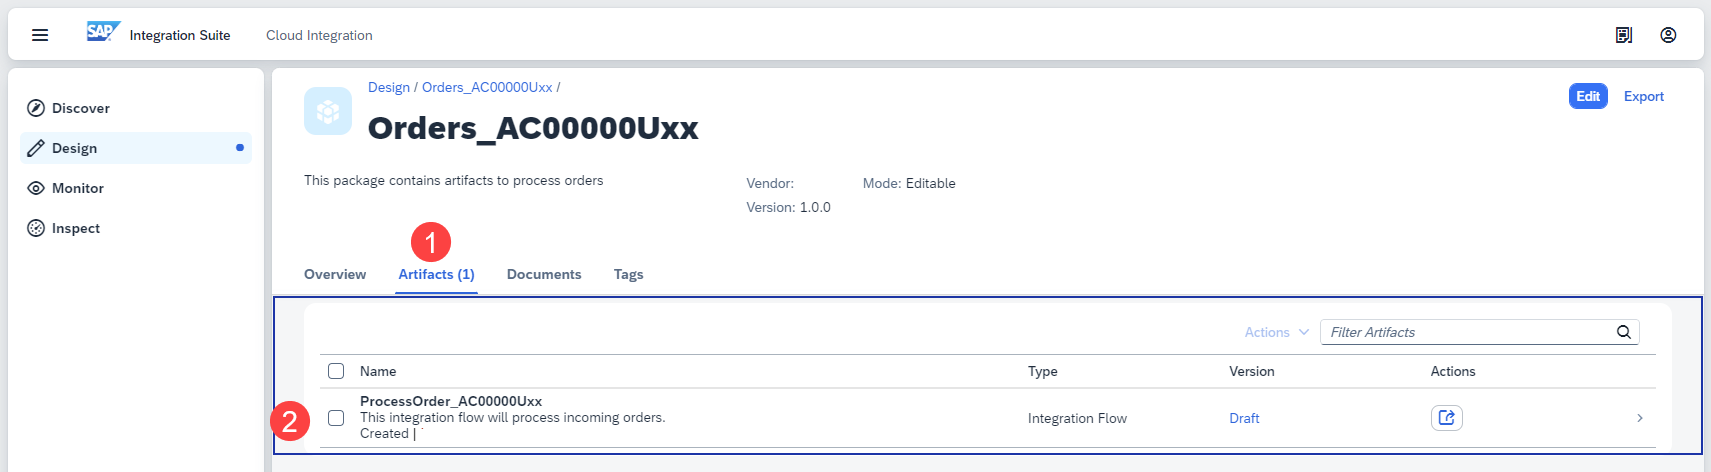 SAP Integration Suite Cloud Integration
Discover
Design
Monitor
Inspect
Design / Orders_AC00000Uxx /
Edit Export
Orders_AC00000Uxx
This package contains artifacts to process orders
Vendor: Mode: Editable
Version: 1.0.0
1
Overview Artifacts (1) Documents Tags
Actions Filter Artifacts
Name Type Version Actions
ProcessOrder_AC00000Uxx
2 This integration flow will process incoming orders. Integration Flow Draft
Created |